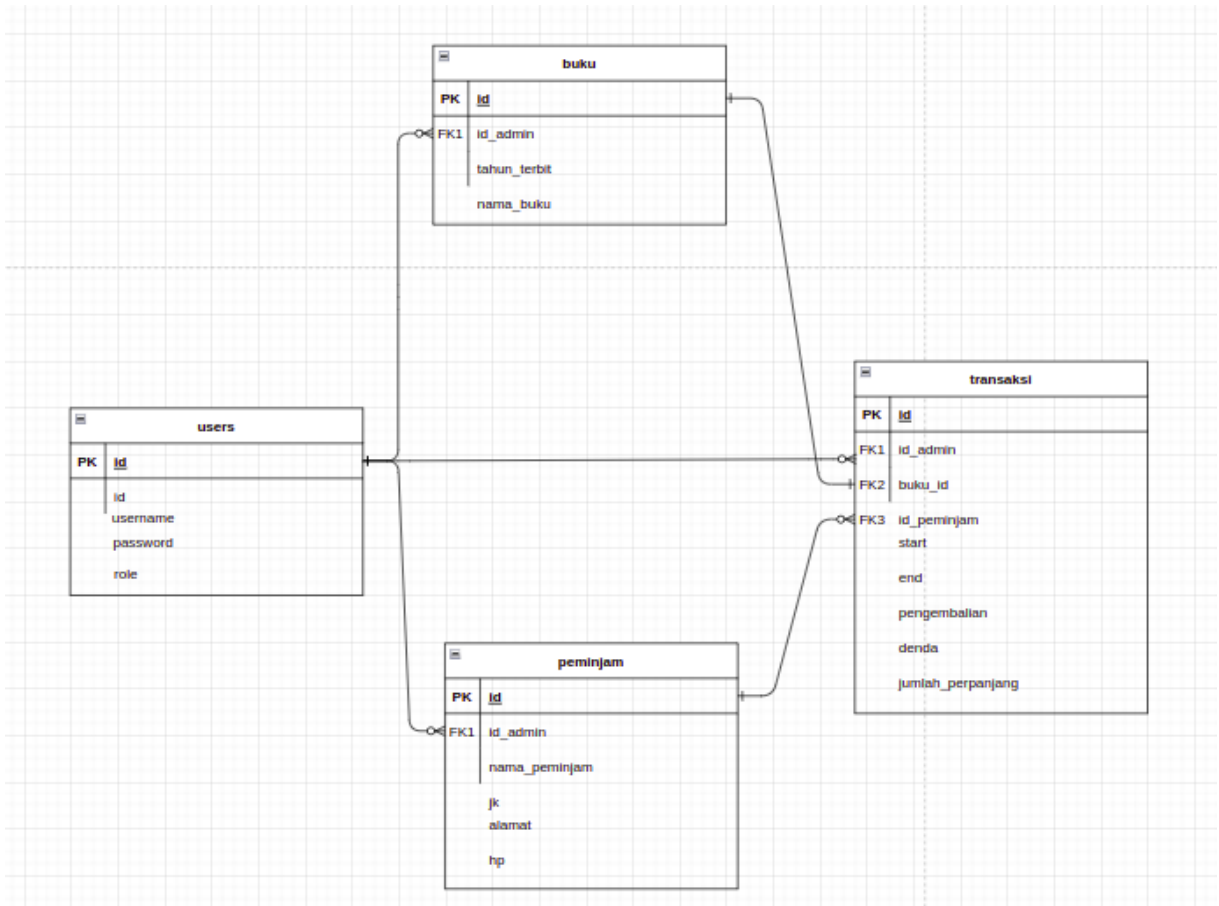 buku
PK id
FK1 id_admin
tahun_terbit
nama_buku
users
PK id
id
username
password
role
transaksi
PK id
FK1 id_admin
FK2 buku_id
FK3 id_peminjam
start
end
pengembalian
denda
jumlah_perpanjang
peminjam
PK id
FK1 id_admin
nama_peminjam
jk
alamat
hp